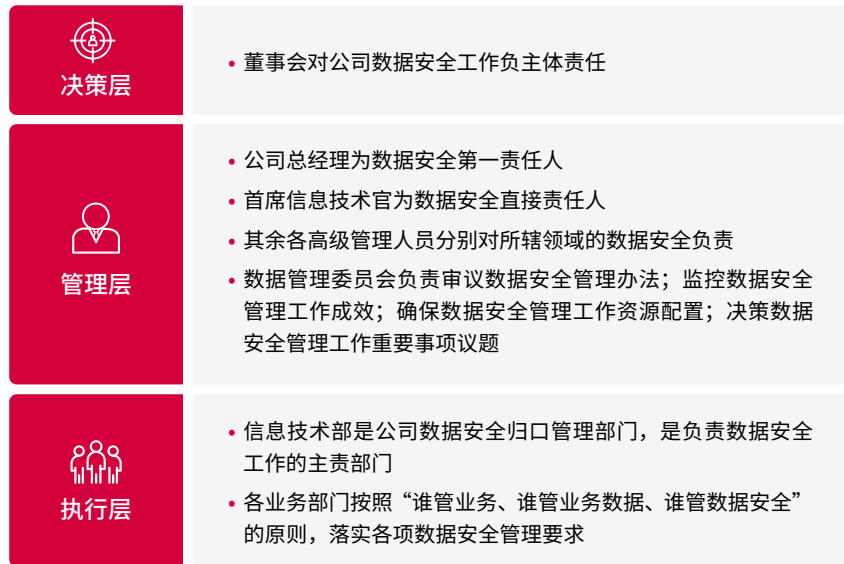 决策层
• 董事会对公司数据安全工作负主体责任
管理层
• 公司总经理为数据安全第一责任人
• 首席信息技术官为数据安全直接责任人
• 其余各高级管理人员分别对所辖领域的数据安全负责
• 数据管理委员会负责审议数据安全管理办法；监控数据安全
管理工作成效；确保数据安全管理工作资源配置；决策数据
安全管理工作重要事项议题
执行层
• 信息技术部是公司数据安全归口管理部门，是负责数据安全
工作的主责部门
• 各业务部门按照“谁管业务、谁管业务数据、谁管数据安全”
的原则，落实各项数据安全管理要求